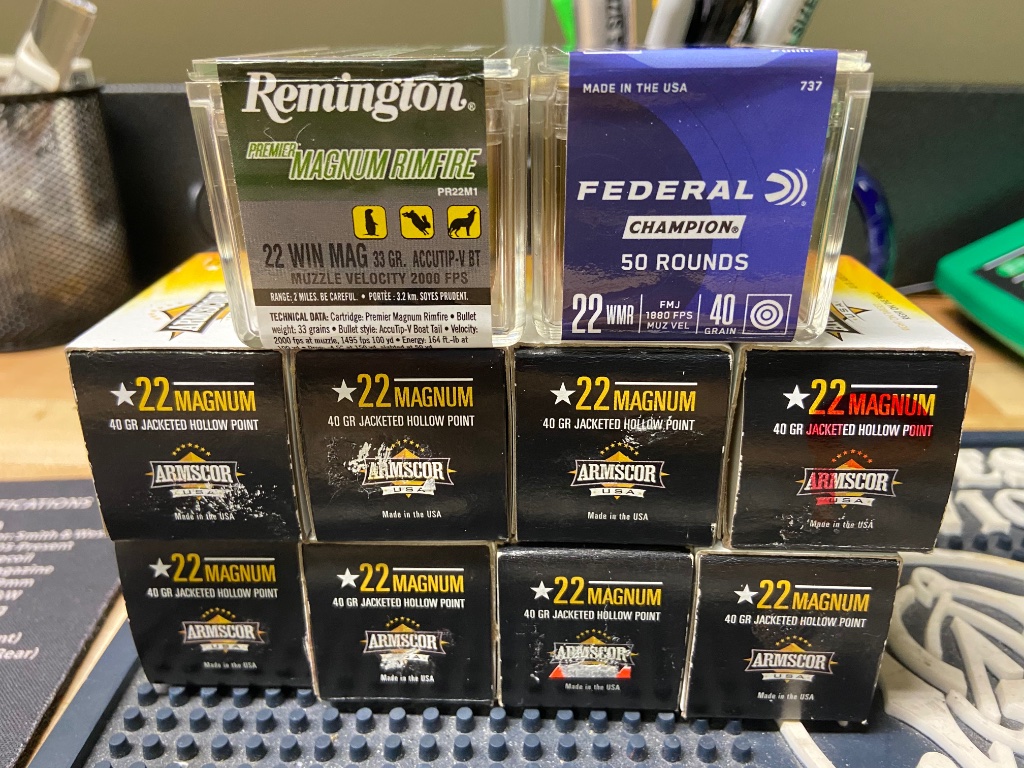 Remington®
PREMIER MAGNUM RIMFIRE
PR22M1
22 WIN MAG 33 GR. ACCUTIP-V BT
MUZZLE VELOCITY 2000 FPS
RANGE: 2 MILES. BE CAREFUL. • PORTÉE: 3.2 km. SOYES PRUDENT.
TECHNICAL DATA: Cartridge: Premier Magnum Rimfire • Bullet
weight: 33 grains • Bullet style: AccuTip-V Boat Tail • Velocity:
2000 fps at muzzle, 1495 fps 100 yd • Energy: 164 ft.-lb at
MADE IN THE USA 737
FEDERAL
CHAMPION®
50 ROUNDS
22 WMR FMJ 1880 FPS MUZ VEL 40 GRAIN
22 MAGNUM
40 GR JACKETED HOLLOW POINT
ARMSCOR
USA
Made in the USA
22 MAGNUM
40 GR JACKETED HOLLOW POINT
ARMSCOR
USA
Made in the USA
22 MAGNUM
40 GR JACKETED HOLLOW POINT
ARMSCOR
USA
Made in the USA
22 MAGNUM
40 GR JACKETED HOLLOW POINT
ARMSCOR
USA
Made in the USA
22 MAGNUM
40 GR JACKETED HOLLOW POINT
ARMSCOR
Made in the USA
22 MAGNUM
40 GR JACKETED HOLLOW POINT
ARMSCOR
Made in the USA
22 MAGNUM
40 GR JACKETED HOLLOW POINT
ARMSCOR
Made in the USA
22 MAGNUM
40 GR JACKETED HOLLOW POINT
ARMSCOR
USA
Made in the USA